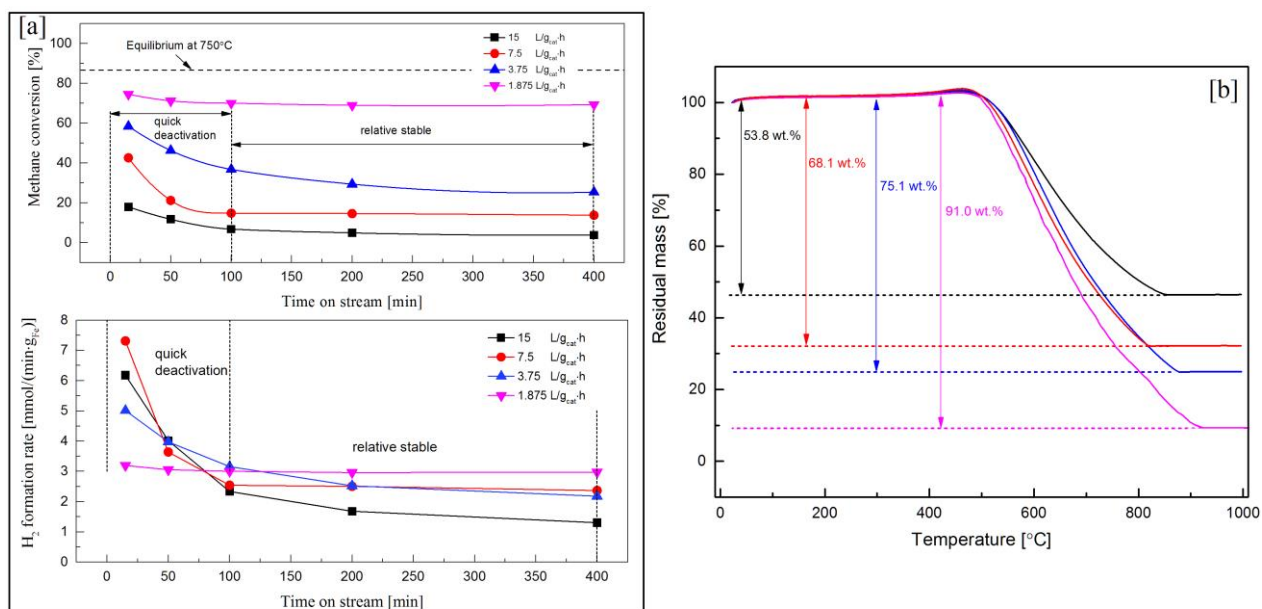 [a]
Methane conversion [%]
100
80
60
40
20
0
Equilibrium at 750°C
15 L/gcat·h
7.5 L/gcat·h
3.75 L/gcat·h
1.875 L/gcat·h
quick
deactivation
relative stable
0 50 100 150 200 250 300 350 400
Time on stream [min]
H2 formation rate [mmol/(min·gFe)]
8
7
6
5
4
3
2
1
0
quick
deactivation
15 L/gcat·h
7.5 L/gcat·h
3.75 L/gcat·h
1.875 L/gcat·h
relative stable
0 50 100 150 200 250 300 350 400
Time on stream [min]
[b]
Residual mass [%]
100
80
60
40
20
0
53.8 wt.%
68.1 wt.%
75.1 wt.%
91.0 wt.%
0 200 400 600 800 1000
Temperature [°C]